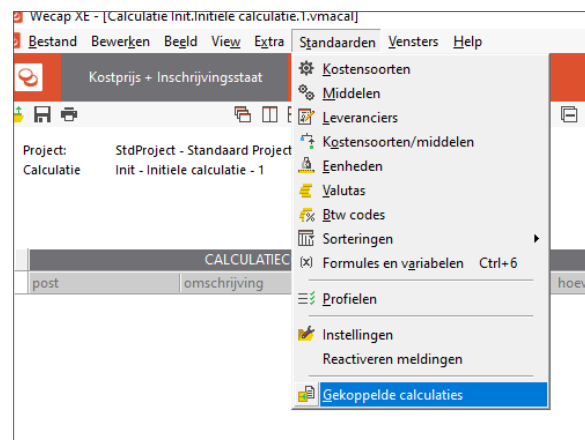 Wecap XE - [Calculatie Init.Initiele calculatie.1.vmacal]
Bestand Bewerken Beeld View Extra Standaarden Vensters Help
Kostprijs + Inschrijvingsstaat
Kostensoorten
Middelen
Leveranciers
Kostensoorten/middelen
Eenheden
Valutas
Btw codes
Sorteringen
Formules en variabelen Ctrl+6
Profielen
Instellingen
Reactiveren meldingen
Gekoppelde calculaties
Project: StdProject - Standaard Project
Calculatie Init - Initiele calculatie - 1
CALCULATIEC
post omschrijving hoev